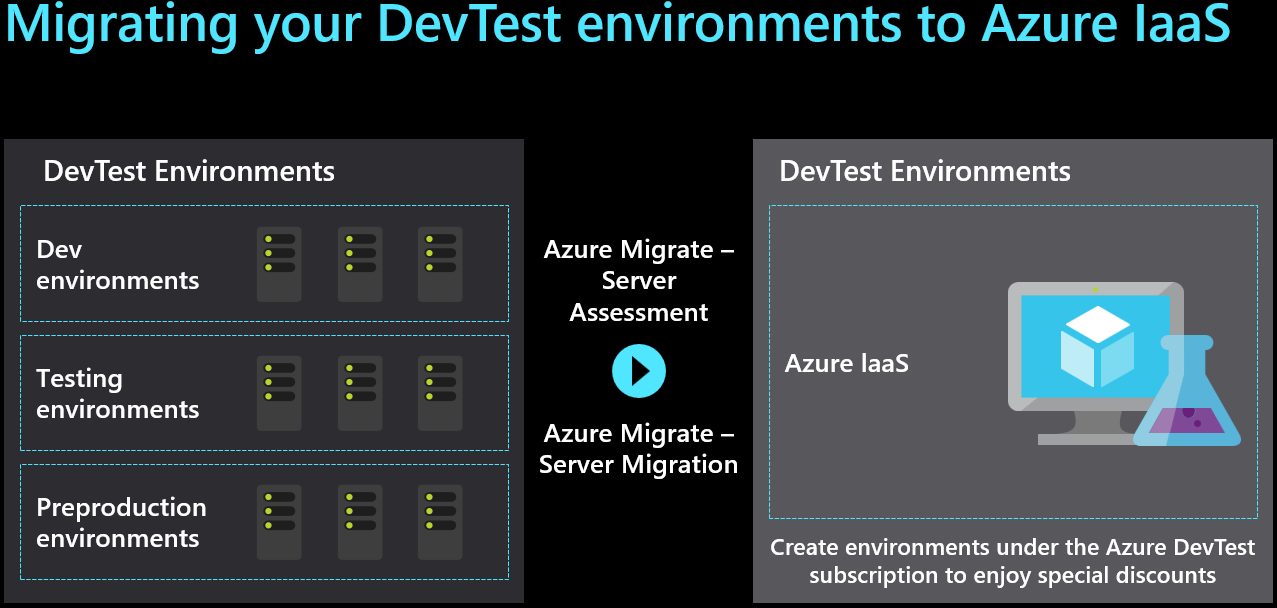 Migrating your DevTest environments to Azure IaaS
DevTest Environments
Dev
environments
Testing
environments
Preproduction
environments
Azure Migrate –
Server
Assessment
Azure Migrate –
Server Migration
DevTest Environments
Azure IaaS
Create environments under the Azure DevTest
subscription to enjoy special discounts